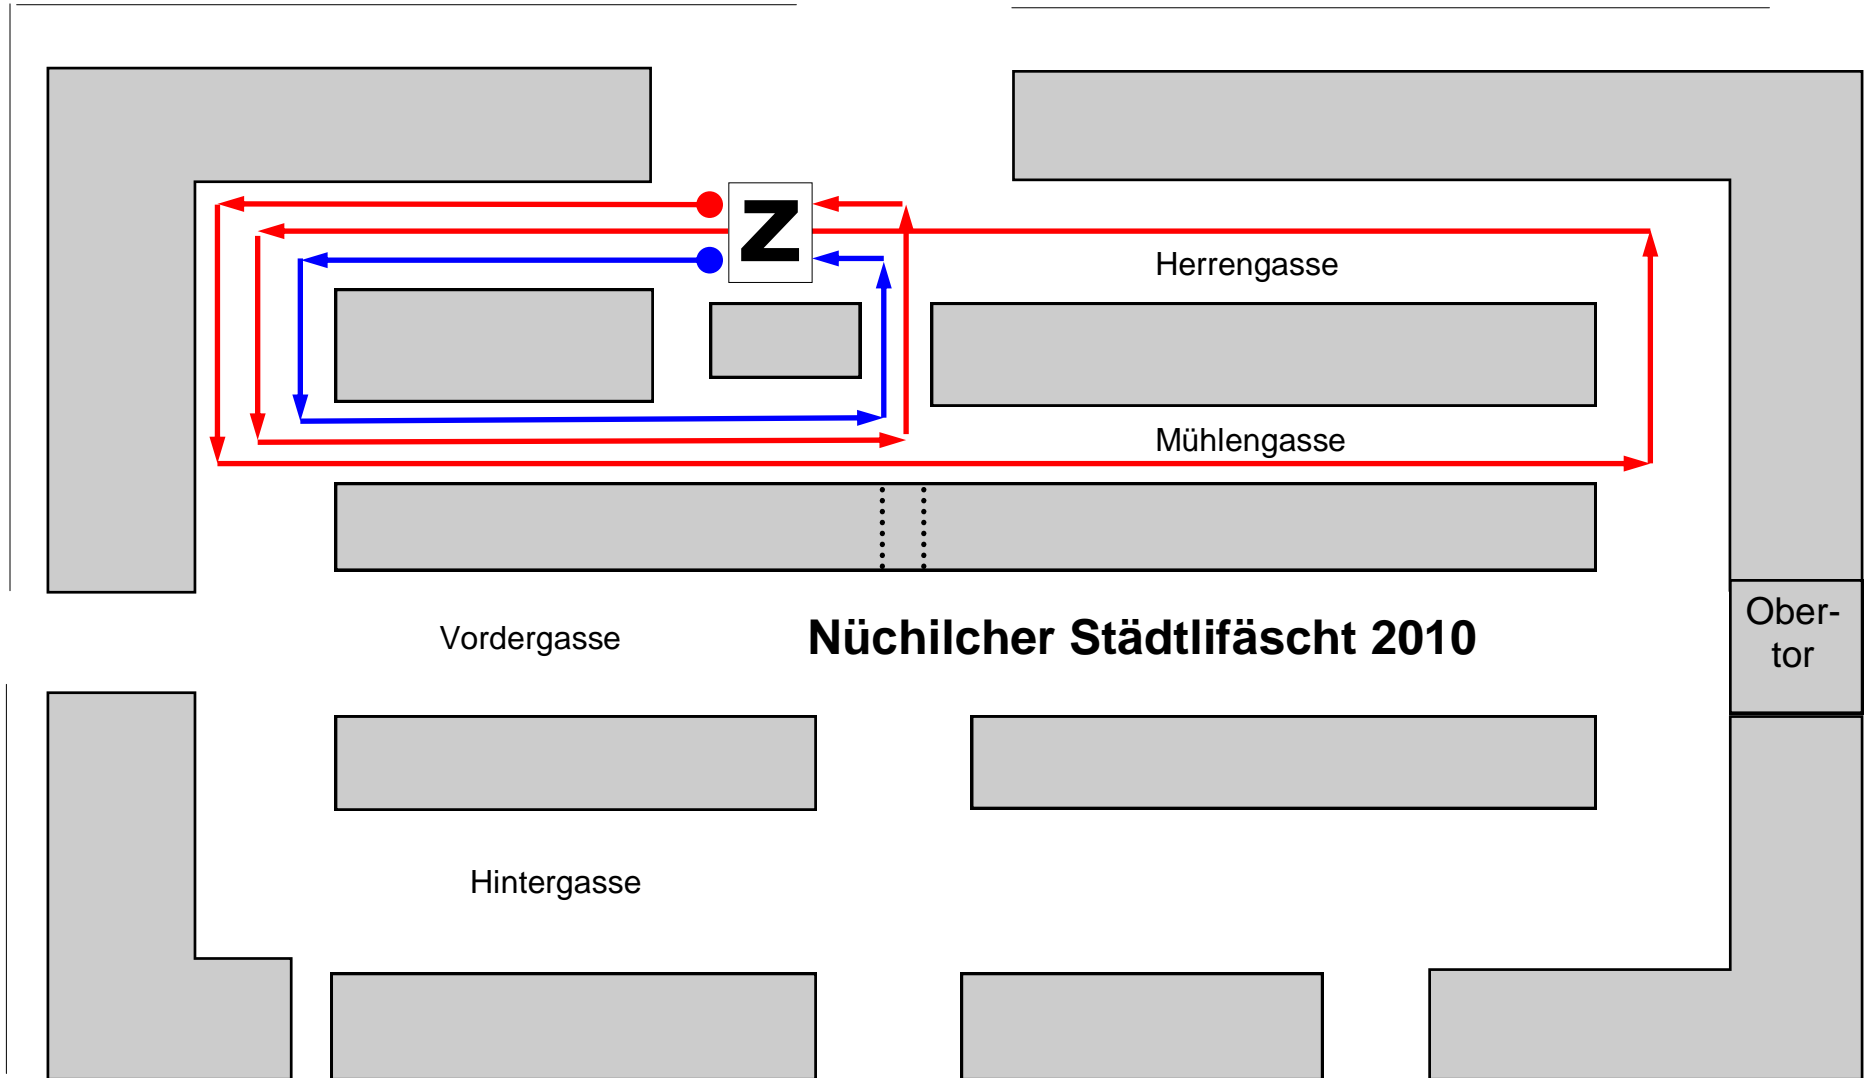 Z
Herrengasse
Mühlengasse
Vordergasse
Nüchilcher Städtlifäscht 2010
Ober-
tor
Hintergasse